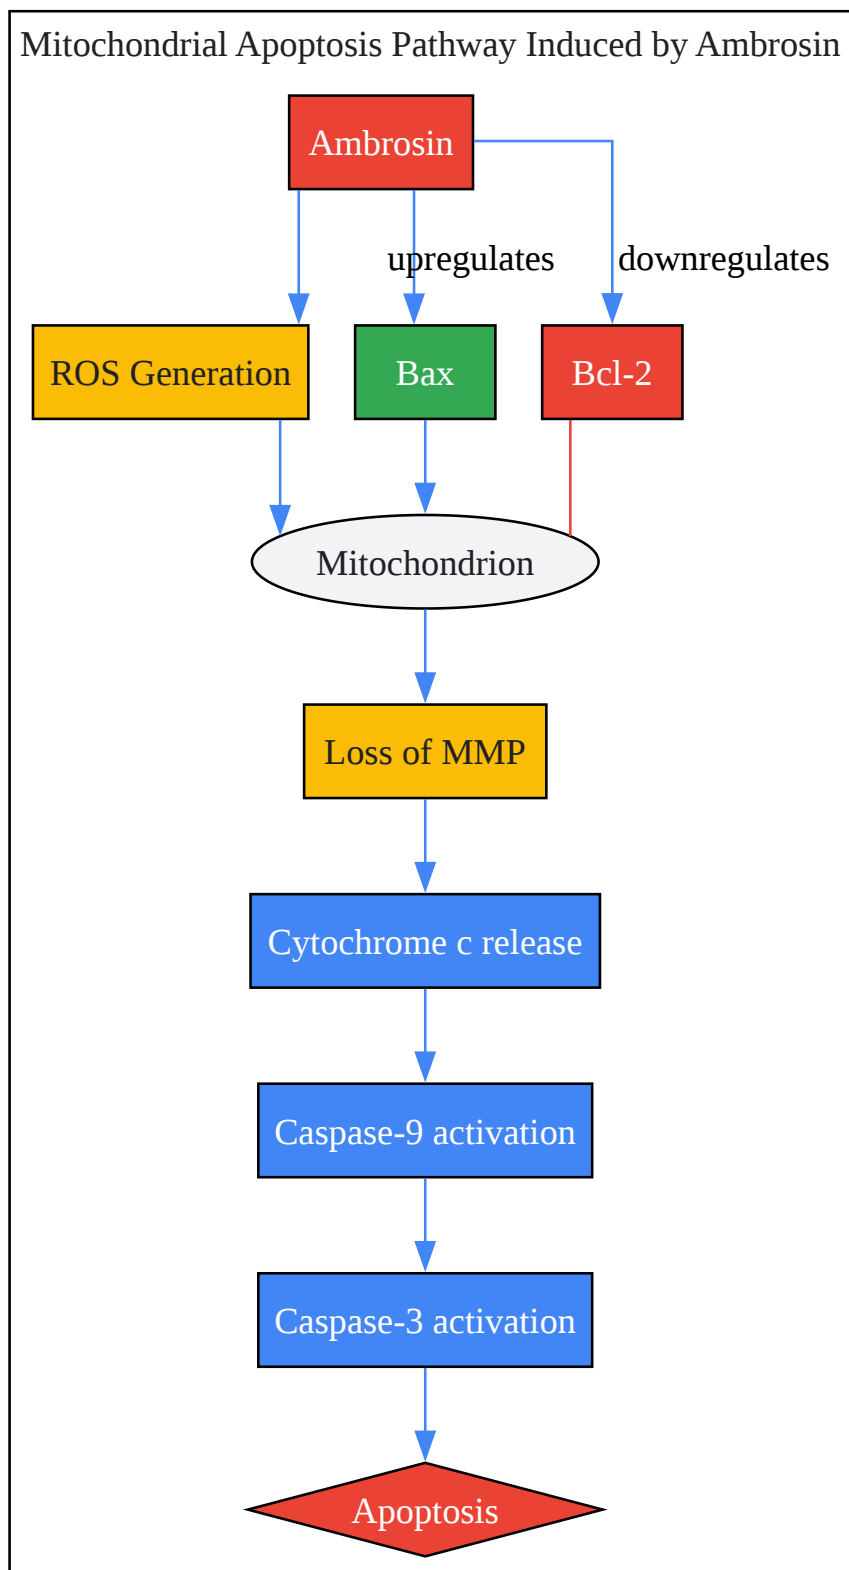 Mitochondrial Apoptosis Pathway Induced by Ambrosin
Ambrosin
upregulates
downregulates
ROS Generation
Bax
Bcl-2
Mitochondrion
Loss of MMP
Cytochrome c release
Caspase-9 activation
Caspase-3 activation
Apoptosis